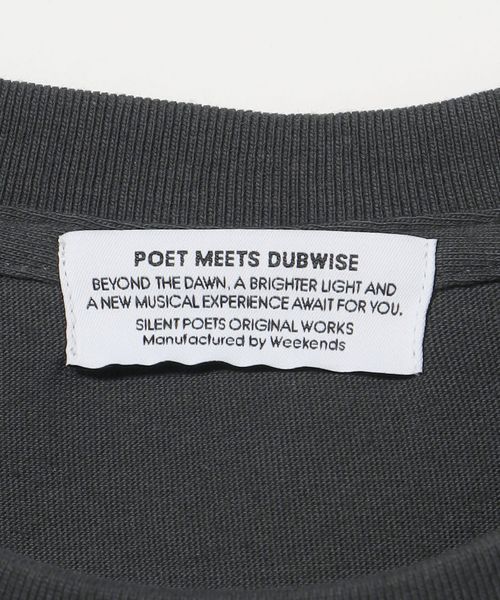 POET MEETS DUBWISE
BEYOND THE DAWN, A BRIGHTER LIGHT AND
A NEW MUSICAL EXPERIENCE AWAIT FOR YOU.
SILENT POETS ORIGINAL WORKS
Manufactured by Weekends